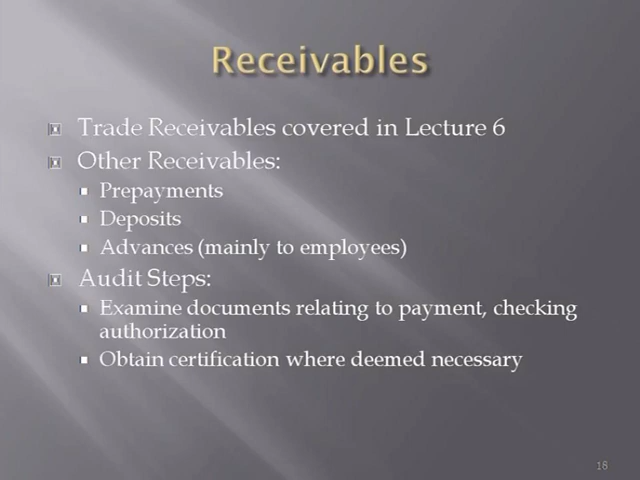 Receivables
Trade Receivables covered in Lecture 6
Other Receivables:
Prepayments
Deposits
Advances (mainly to employees)
Audit Steps:
Examine documents relating to payment, checking
authorization
Obtain certification where deemed necessary
18